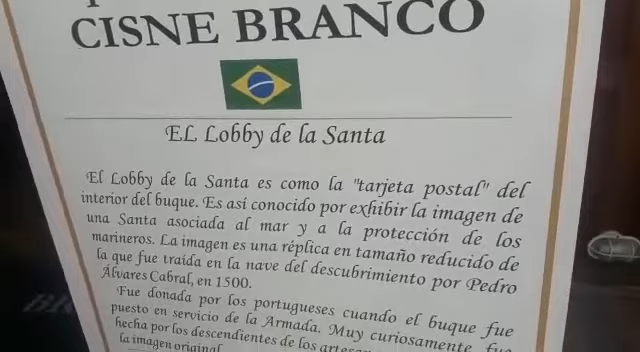 CISNE BRANCO
EL Lobby de la Santa
El Lobby de la Santa es como la "tarjeta postal" del
interior del buque. Es así conocido por exhibir la imagen de
una Santa asociada al mar y a la protección de los
marineros. La imagen es una réplica en tamaño reducido de
la que fue traída en la nave del descubrimiento por Pedro
Álvares Cabral, en 1500.
Fue donada por los portugueses cuando el buque fue
puesto en servicio de la Armada. Muy curiosamente, fue
hecha por los descendientes de los
la imagen original